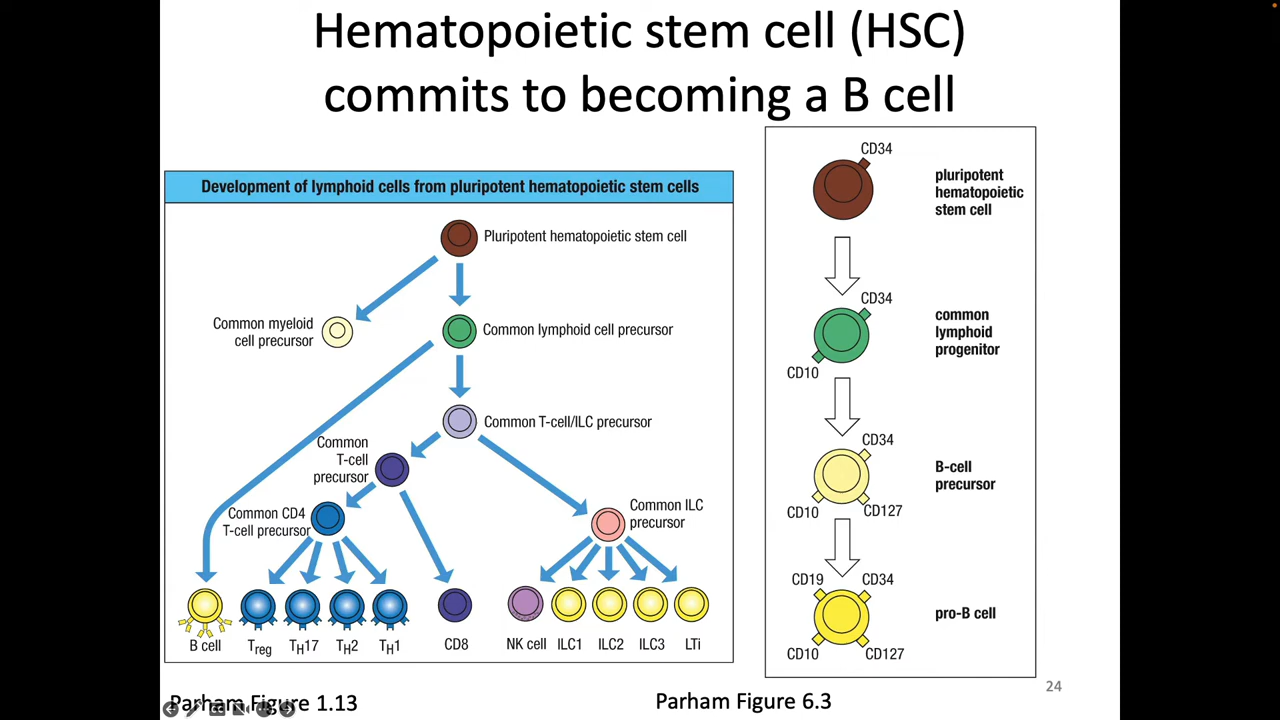 Hematopoietic stem cell (HSC)
commits to becoming a B cell
Development of lymphoid cells from pluripotent hematopoietic stem cells
Pluripotent hematopoietic stem cell
Common myeloid
cell precursor
Common lymphoid cell precursor
Common T-cell/ILC precursor
Common
T-cell
precursor
Common CD4
T-cell precursor
Common ILC
precursor
B cell
Treg
TH17
TH2
TH1
CD8
NK cell
ILC1
ILC2
ILC3
LTi
Parham Figure 1.13
CD34
pluripotent
hematopoietic
stem cell
CD34
common
lymphoid
progenitor
CD10
CD34
B-cell
precursor
CD10
CD127
CD19
CD34
pro-B cell
CD10
CD127
Parham Figure 6.3
24